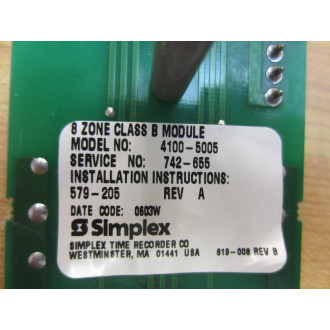 8 ZONE CLASS B MODULE
MODEL NO: 4100-5005
SERVICE NO: 742-655
INSTALLATION INSTRUCTIONS:
579-205 REV A
DATE CODE: 0603W
Simplex
SIMPLEX TIME RECORDER CO
WESTMINSTER, MA 01441 USA 619-008 REV B